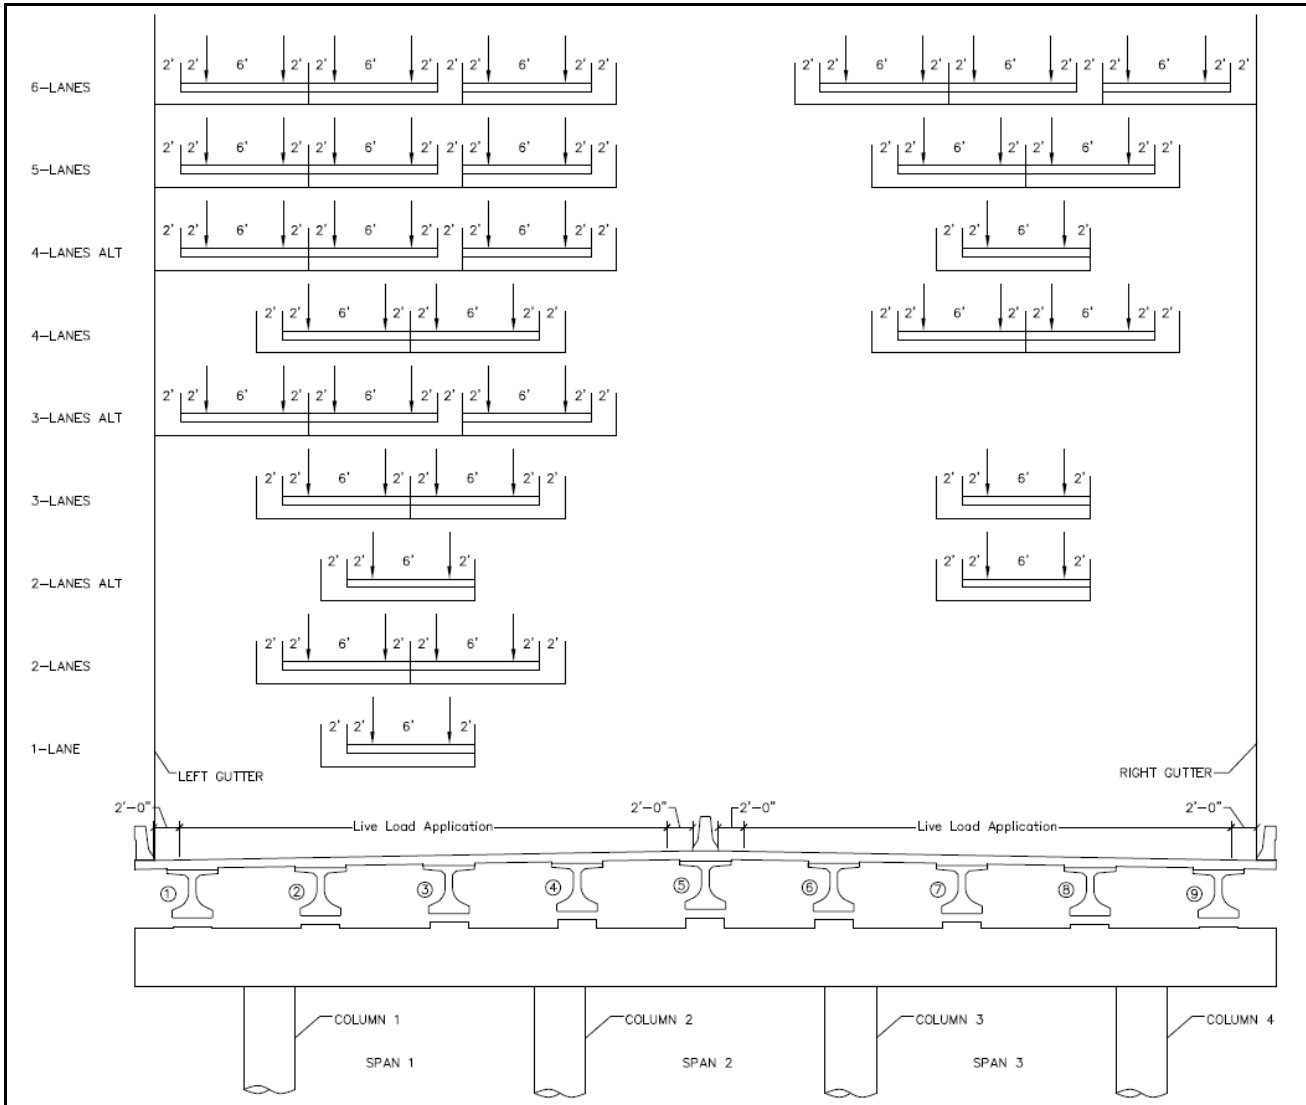 2' 2' 6' 2' 2' 6' 2' 2' 6' 2' 2' 2' 6' 2' 2' 6' 2' 2' 6' 2' 2'
6-LANES
2' 2' 6' 2' 2' 6' 2' 2' 2' 6' 2' 2' 2' 2' 6' 2' 2' 6' 2' 2'
5-LANES
2' 2' 6' 2' 2' 6' 2' 2' 2' 6' 2' 2' 2' 2' 6' 2'
4-LANES ALT
2' 2' 6' 2' 2' 6' 2' 2' 2' 2' 6' 2' 2' 6' 2' 2'
4-LANES
2' 2' 6' 2' 2' 6' 2' 2' 2' 6' 2' 2'
3-LANES ALT
2' 2' 6' 2' 2' 6' 2' 2' 2' 2' 6' 2'
3-LANES
2' 2' 6' 2' 2' 2' 6' 2'
2-LANES ALT
2' 2' 6' 2' 2' 6' 2' 2'
2-LANES
2' 2' 6' 2'
1-LANE
LEFT GUTTER RIGHT GUTTER
2'-0" 2'-0" 2'-0" 2'-0"
Live Load Application Live Load Application
1 2 3 4 5 6 7 8 9
COLUMN 1 COLUMN 2 COLUMN 3 COLUMN 4
SPAN 1 SPAN 2 SPAN 3